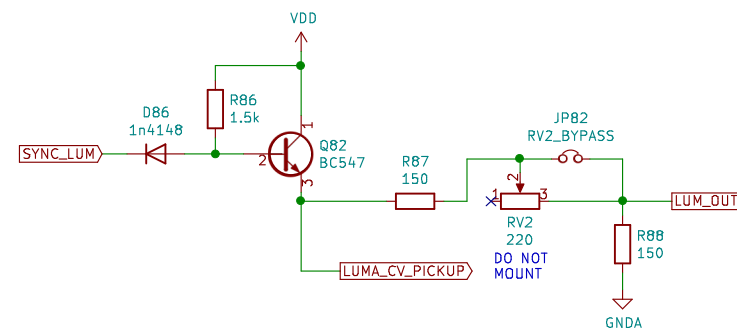 VDD
D86
1n4148
R86
1.5k
SYNC_LUM
1
2
3
Q82
BC547
R87
150
JP82
RV2_BYPASS
2
1
3
RV2
220
DO NOT
MOUNT
LUM_OUT
R88
150
LUMA_CV_PICKUP
GNDA